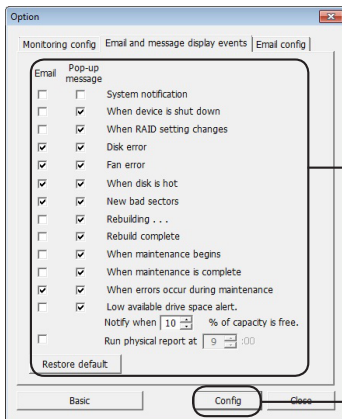 Option
Monitoring config Email and message display events Email config
Email Pop-up message
System notification
When device is shut down
When RAID setting changes
Disk error
Fan error
When disk is hot
New bad sectors
Rebuilding . . .
Rebuild complete
When maintenance begins
When maintenance is complete
When errors occur during maintenance
Low available drive space alert.
Notify when 10 % of capacity is free.
Run physical report at 9 :00
Restore default
Basic Config Close